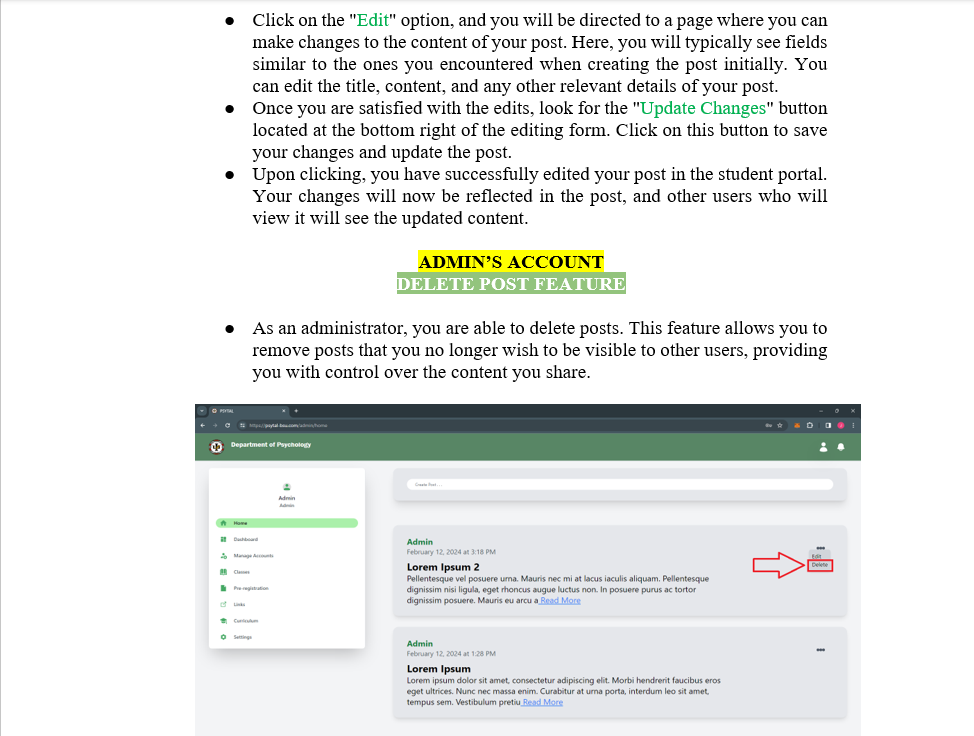 ● Click on the "Edit" option, and you will be directed to a page where you can
make changes to the content of your post. Here, you will typically see fields
similar to the ones you encountered when creating the post initially. You
can edit the title, content, and any other relevant details of your post.
● Once you are satisfied with the edits, look for the "Update Changes" button
located at the bottom right of the editing form. Click on this button to save
your changes and update the post.
● Upon clicking, you have successfully edited your post in the student portal.
Your changes will now be reflected in the post, and other users who will
view it will see the updated content.
ADMIN’S ACCOUNT
DELETE POST FEATURE
● As an administrator, you are able to delete posts. This feature allows you to
remove posts that you no longer wish to be visible to other users, providing
you with control over the content you share.
PSYTAL
Department of Psychology
Admin
Admin
Home
Dashboard
Manage Accounts
Classes
Pre-registration
Links
Curriculum
Settings
Create Post ...
Admin
February 12, 2024 at 3:18 PM
Edit
Delete
Lorem Ipsum 2
Pellentesque vel posuere urna. Mauris nec mi at lacus iaculis aliquam. Pellentesque
dignissim nisi ligula, eget rhoncus augue luctus non. In posuere purus ac tortor
dignissim posuere. Mauris eu arcu a Read More
Admin
February 12, 2024 at 1:28 PM
Lorem Ipsum
Lorem ipsum dolor sit amet, consectetur adipiscing elit. Morbi hendrerit faucibus eros
eget ultrices. Nunc nec massa enim. Curabitur at urna porta, interdum leo sit amet,
tempus sem. Vestibulum pretiu Read More